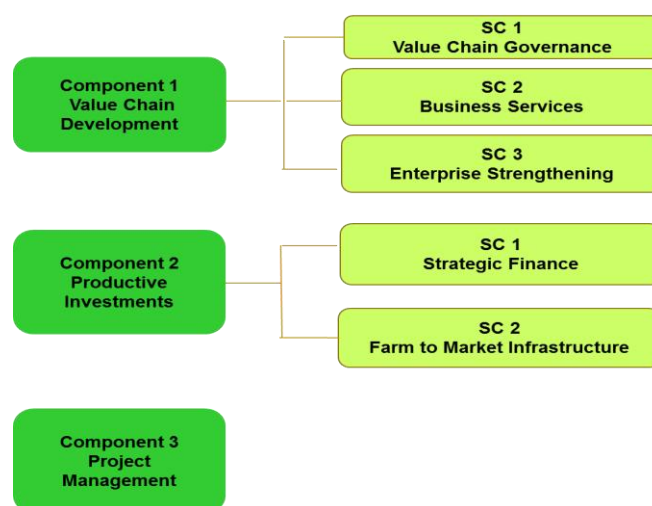 Component 1
Value Chain
Development
SC 1
Value Chain Governance
SC 2
Business Services
SC 3
Enterprise Strengthening
Component 2
Productive
Investments
SC 1
Strategic Finance
SC 2
Farm to Market Infrastructure
Component 3
Project
Management